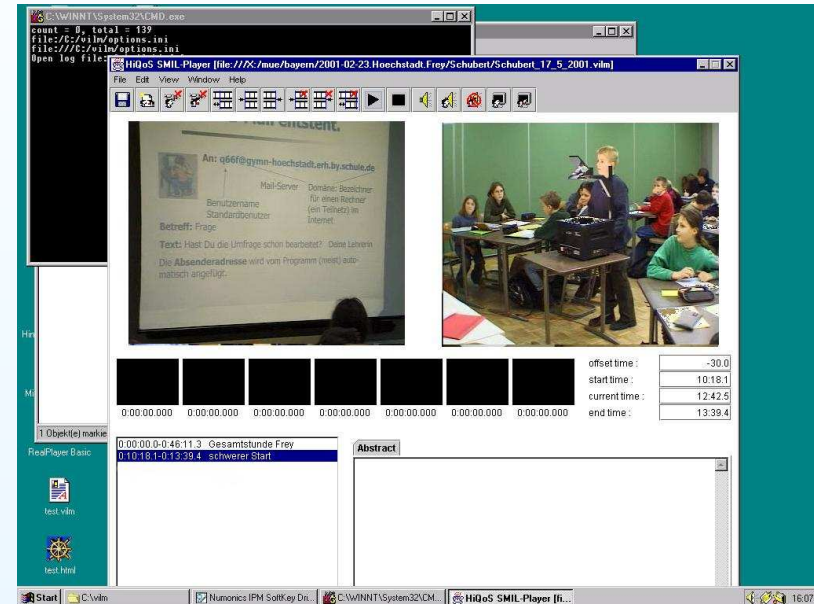 C:\WINNT\System32\CMD.exe
count = 0, total = 139
file:/C:/vilm/options.ini
file:///C:/vilm/options.ini
Open log file:
HiQoS SMIL-Player [file:///X:/mue/bayern/2001-02-23.Hoechstadt.Frey/Schubert/Schubert_17_5_2001.vilm]
File Edit View Window Help
entsteht.
An: q66f@gymn-hoechstadt.erh.by.schule.de
Mail-Server
Domäne: Bezeichner
für einen Rechner
(ein Teilnetz) im
Internet
Benutzername
Standardbenutzer
Betreff: Frage
Text: Hast Du die Umfrage schon bearbeitet? Deine Lehrerin
Die Absenderadresse wird vom Programm (meist) auto-
matisch angefügt.
offset time : -30.0
start time : 10:18.1
current time : 12:42.5
end time : 13:39.4
0:00:00.000 0:00:00.000 0:00:00.000 0:00:00.000 0:00:00.000 0:00:00.000 0:00:00.000
0:00:00.0-0:46:11.3 Gesamtstunde Frey
0:10:18.1-0:13:39.4 schwerer Start
Abstract
Hin
Mi
1 Objekt(e) markie
RealPlayer Basic
test.vilm
test.html
Start C:\vilm Numonics IPM SoftKey Dri... C:\WINNT\System32\CM... HiQoS SMIL-Player [fi... 16:07